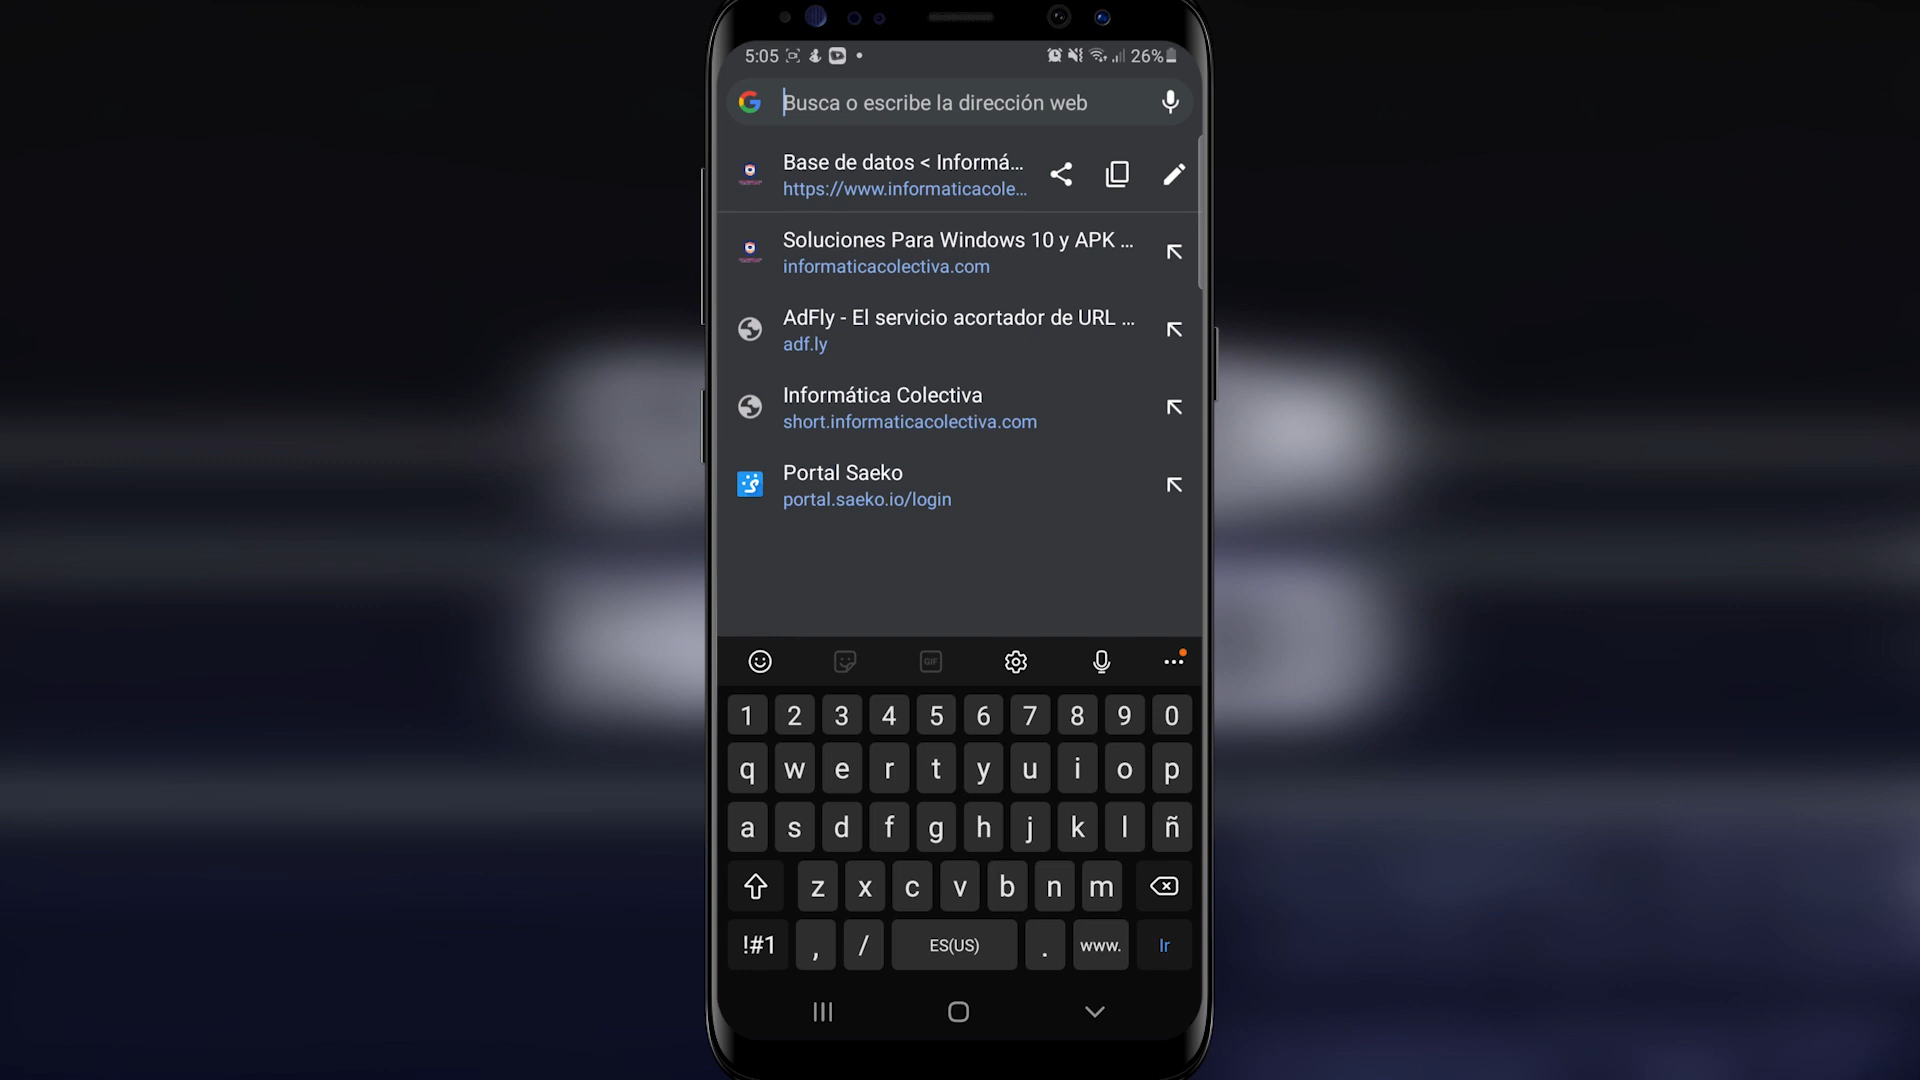 5:05
26%
Busca o escribe la dirección web
Base de datos < Informá...
https://www.informaticacole...
Soluciones Para Windows 10 y APK ...
informaticacolectiva.com
AdFly - El servicio acortador de URL ...
adf.ly
Informática Colectiva
short.informaticacolectiva.com
Portal Saeko
portal.saeko.io/login
GIF
1 2 3 4 5 6 7 8 9 0
q w e r t y u i o p
a s d f g h j k l ñ
z x c v b n m
!#1 , / ES(US) . www. Ir